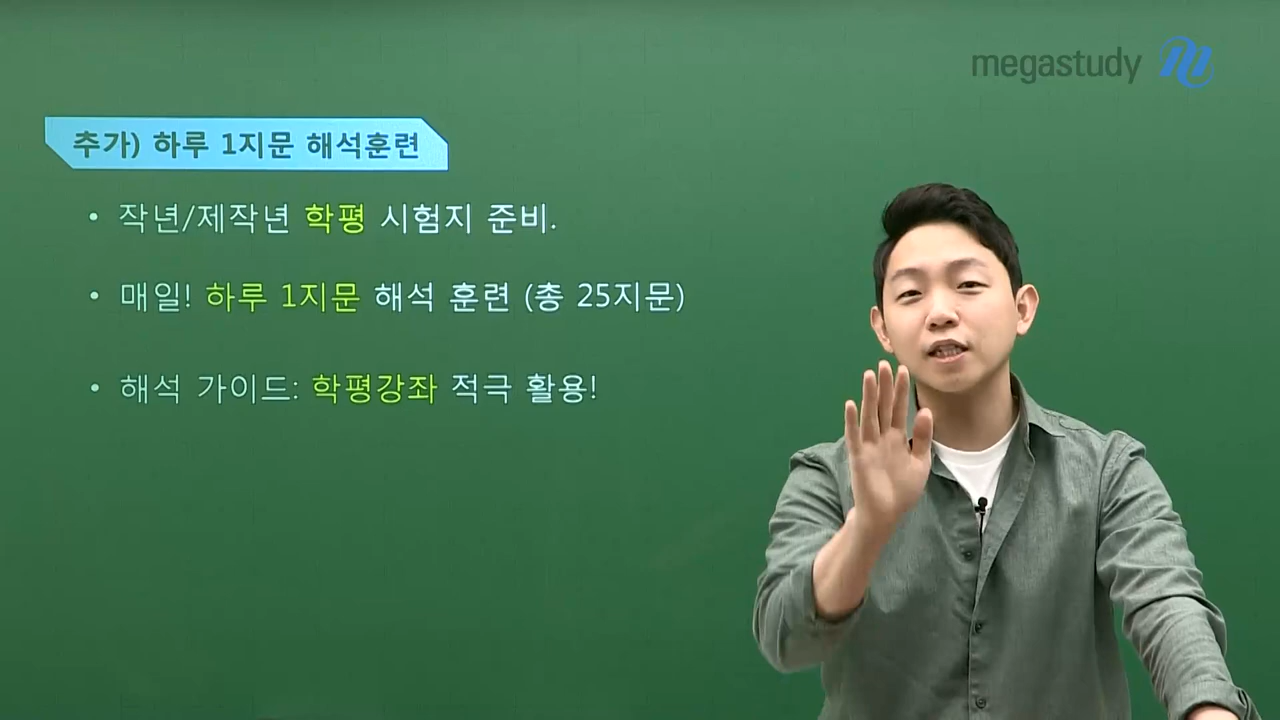 megastudy
추가) 하루 1지문 해석훈련
• 작년/제작년 학평 시험지 준비.
• 매일! 하루 1지문 해석 훈련 (총 25지문)
• 해석 가이드: 학평강좌 적극 활용!